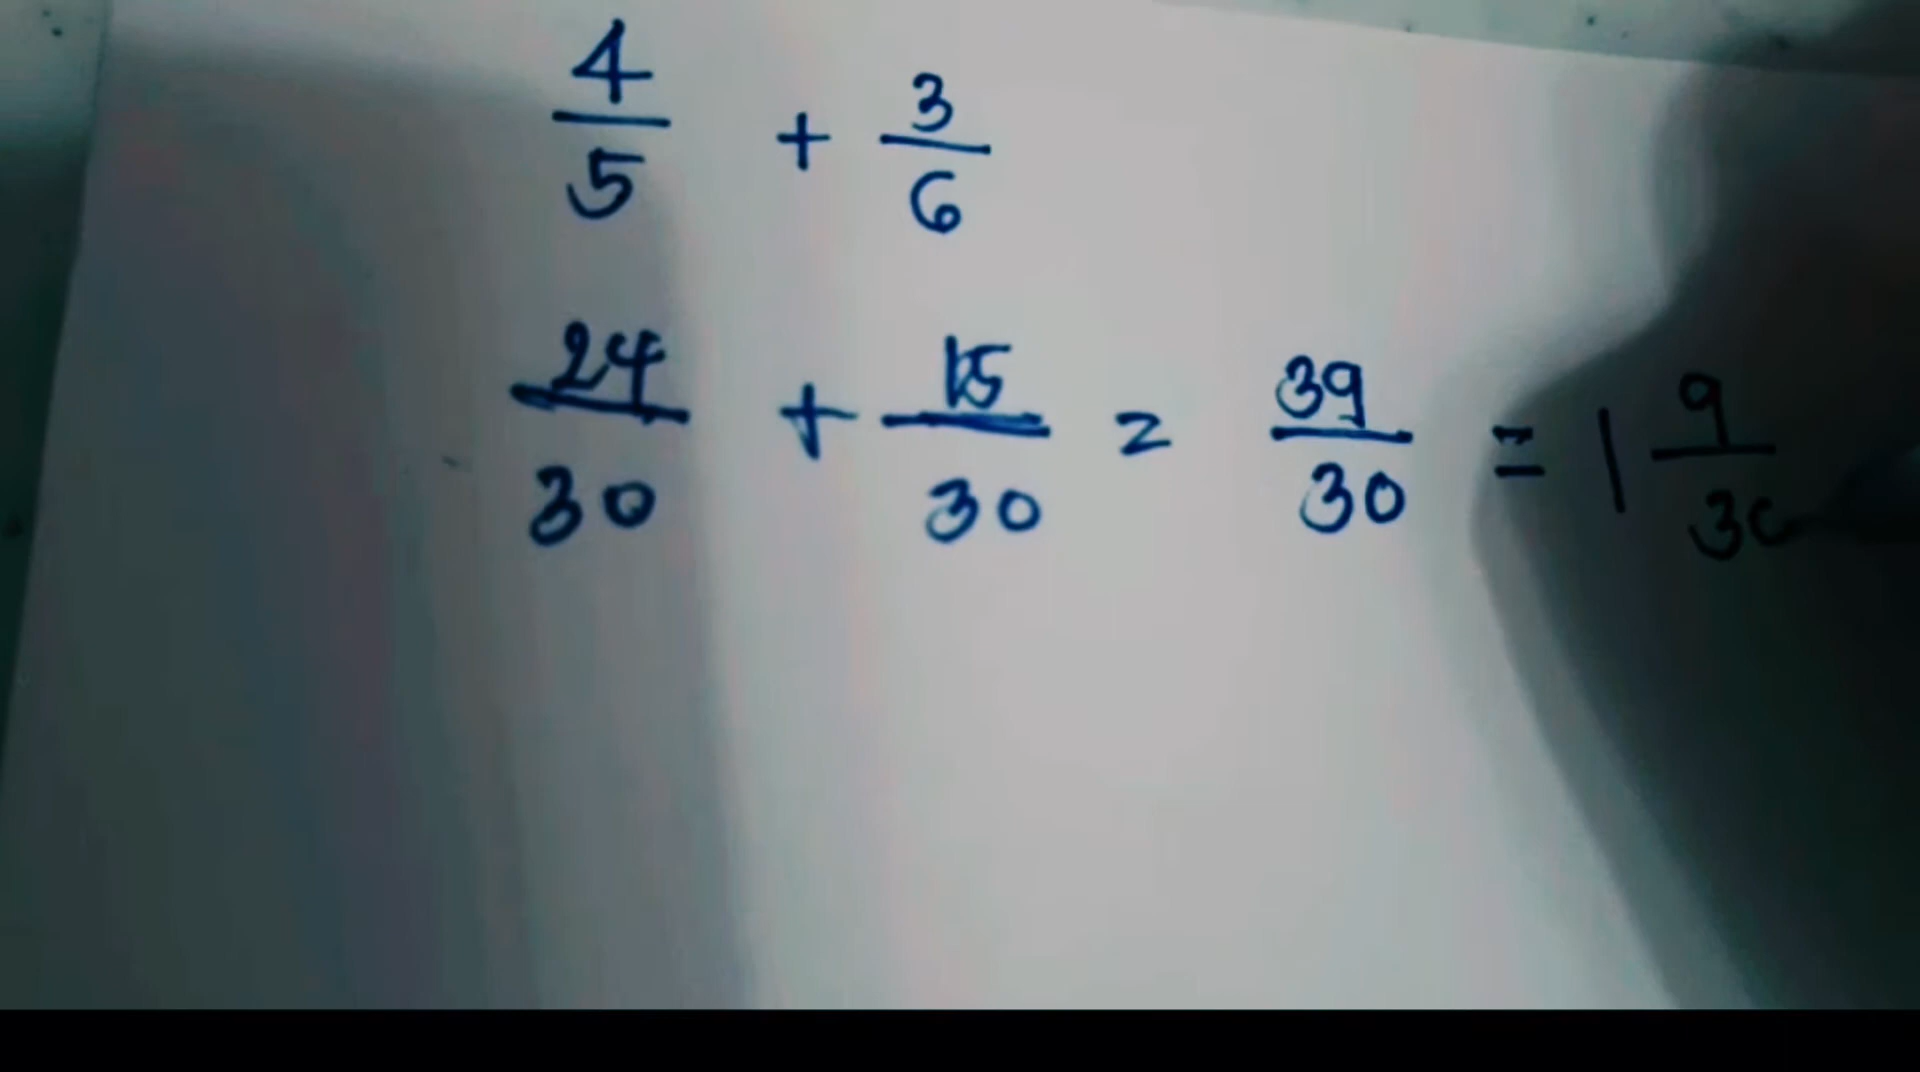 4/5 + 3/6
24/30 + 15/30 = 39/30 = 1 9/30